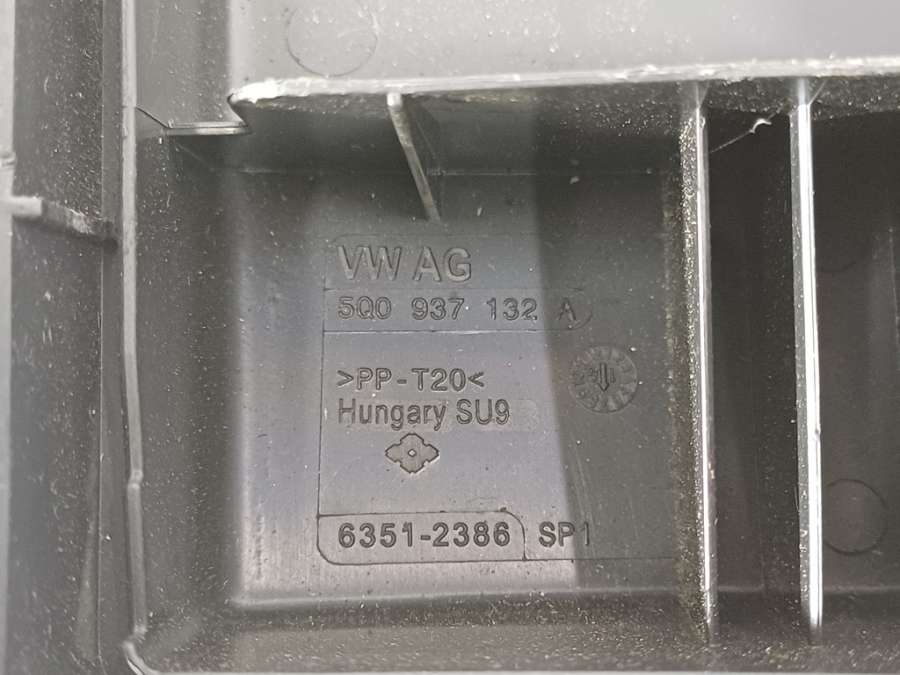 VW AG
5Q0 937 132 A
>PP-T20<
Hungary SU9
6351-2386 SP1